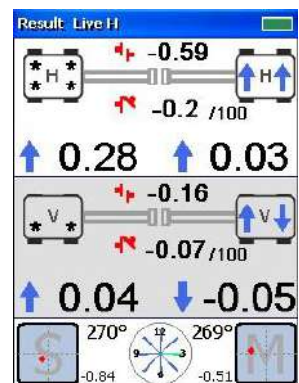 Result Live H
-0.59
* * H * * H
-0.2 /100
0.28 0.03
-0.16
V * * V
-0.07/100
0.04 -0.05
270° 12 269°
S 9 3 M
-0.84 6 -0.51